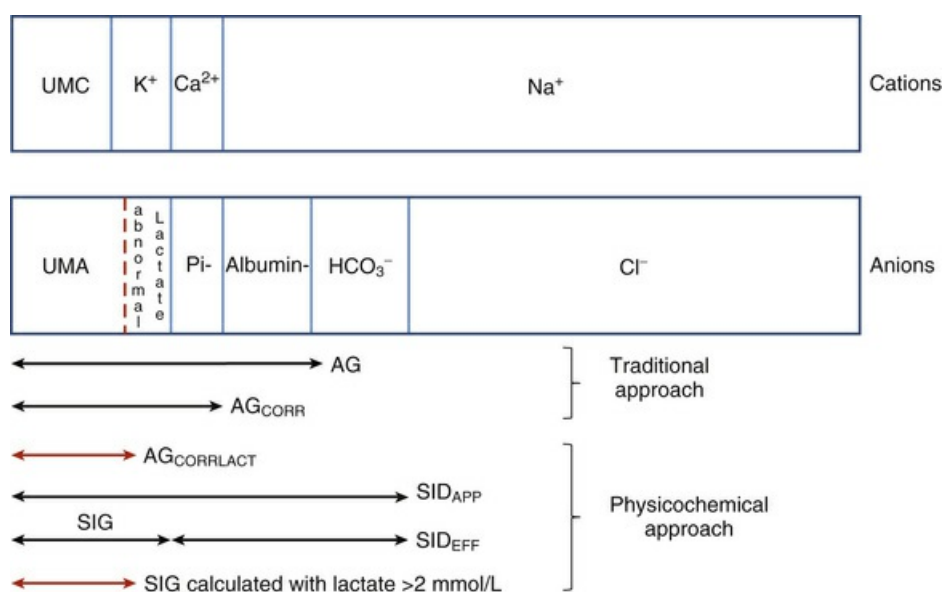 UMC K⁺ Ca²⁺ Na⁺ Cations
UMA abnormal Lactate Pi- Albumin- HCO₃⁻ Cl⁻ Anions
AG
AG_CORR
Traditional
approach
AG_CORRLACT
SID_APP
SIG
SID_EFF
Physicochemical
approach
SIG calculated with lactate >2 mmol/L